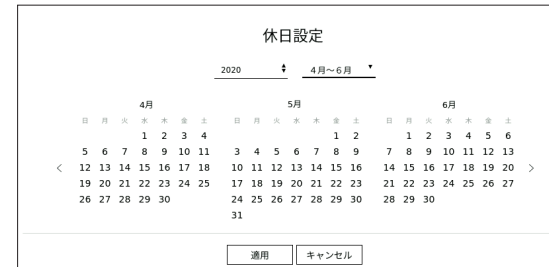 休日設定
2020 4月～6月
4月 5月 6月
日 月 火 水 木 金 土 日 月 火 水 木 金 土 日 月 火 水 木 金 土
1 2 3 4 1 2 1 2 3 4 5 6
5 6 7 8 9 10 11 3 4 5 6 7 8 9 7 8 9 10 11 12 13
12 13 14 15 16 17 18 10 11 12 13 14 15 16 14 15 16 17 18 19 20
19 20 21 22 23 24 25 17 18 19 20 21 22 23 21 22 23 24 25 26 27
26 27 28 29 30 24 25 26 27 28 29 30 28 29 30
31
適用 キャンセル